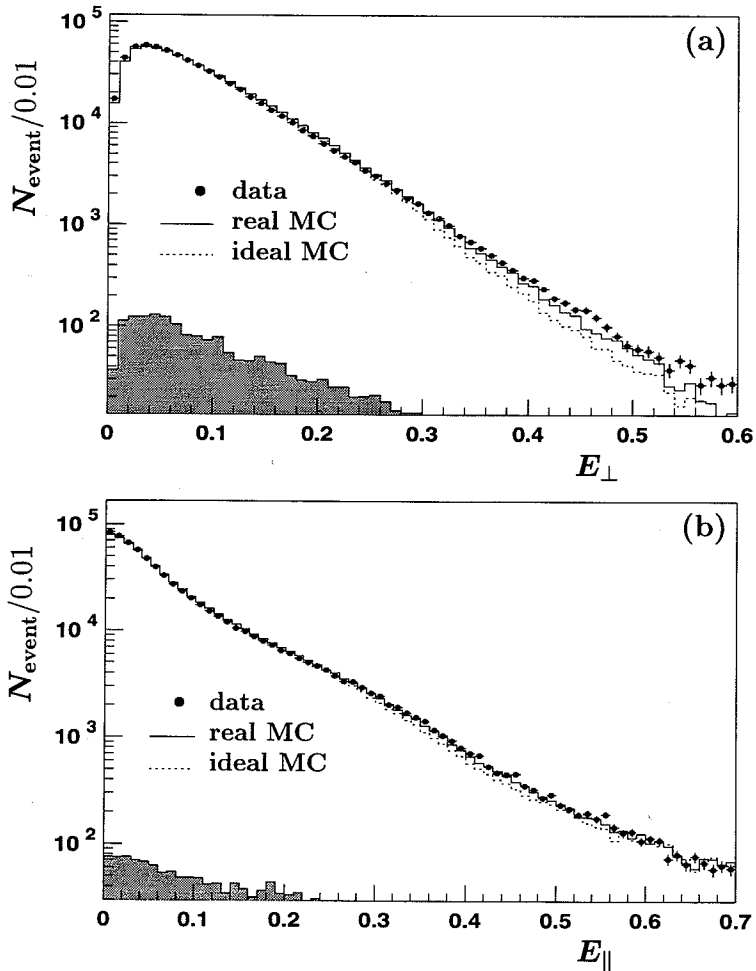 (a)
10^5
10^4
10^3
10^2
N_event/0.01
data
real MC
ideal MC
0 0.1 0.2 0.3 0.4 0.5 0.6
E_⊥
(b)
10^5
10^4
10^3
10^2
N_event/0.01
data
real MC
ideal MC
0 0.1 0.2 0.3 0.4 0.5 0.6 0.7
E_∥